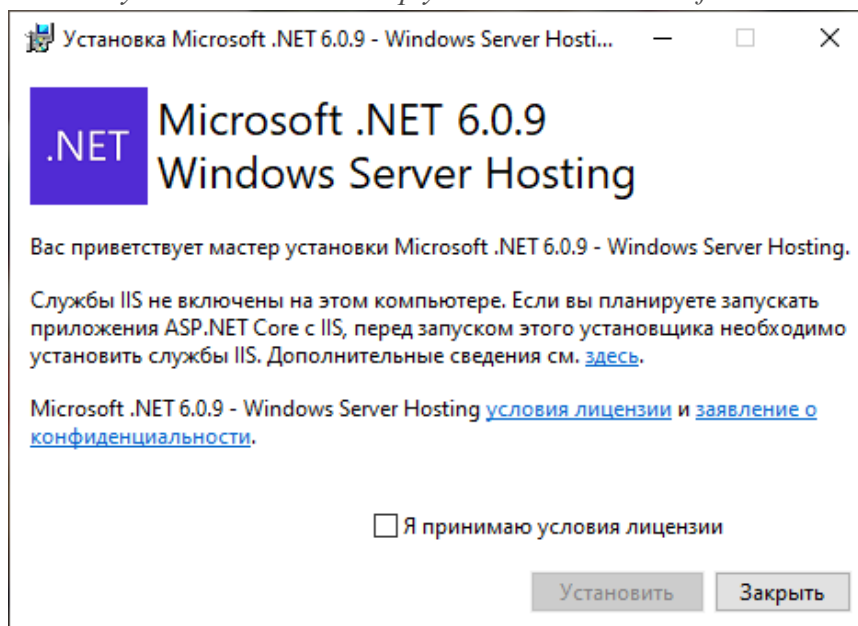 Установка Microsoft .NET 6.0.9 - Windows Server Hosti...
.NET
Microsoft .NET 6.0.9
Windows Server Hosting
Вас приветствует мастер установки Microsoft .NET 6.0.9 - Windows Server Hosting.
Службы IIS не включены на этом компьютере. Если вы планируете запускать
приложения ASP.NET Core с IIS, перед запуском этого установщика необходимо
установить службы IIS. Дополнительные сведения см. здесь.
Microsoft .NET 6.0.9 - Windows Server Hosting условия лицензии и заявление о
конфиденциальности.
Я принимаю условия лицензии
Установить Закрыть